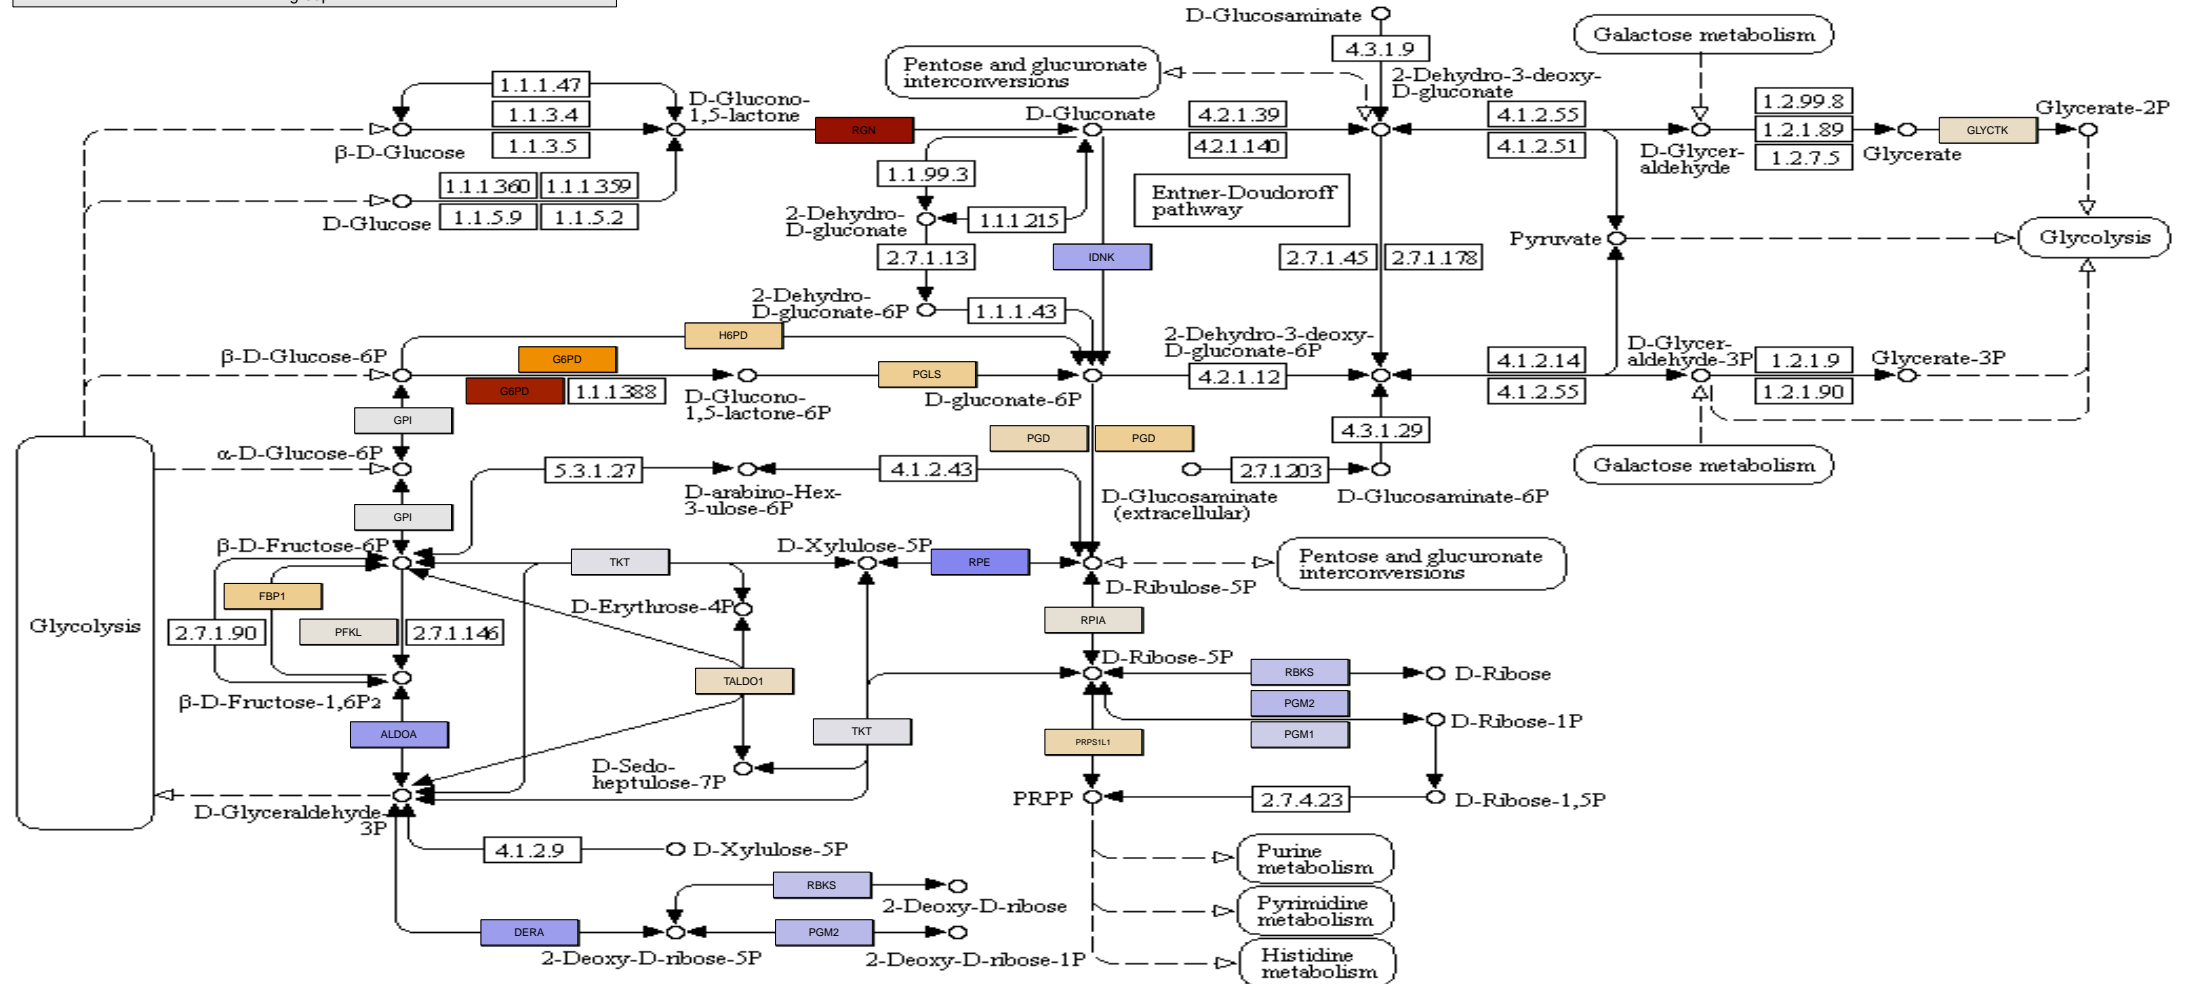 D-Glucosaminate
4.3.1.9
Galactose metabolism
Pentose and glucuronate
interconversions
2-Dehydro-3-deoxy-
D-gluconate
1.1.1.47
1.1.3.4
1.1.3.5
D-Glucono-
1,5-lactone
RGN
D-Gluconate
4.2.1.39
4.2.1.140
4.1.2.55
4.1.2.51
1.2.99.8
1.2.1.89
1.2.7.5
Glycerate-2P
GLYCTK
β-D-Glucose
D-Glycer-
aldehyde
Glycerate
1.1.1.360
1.1.1.359
1.1.5.9
1.1.5.2
D-Glucose
1.1.99.3
Entner-Doudoroff
pathway
2-Dehydro-
D-gluconate
1.1.1.215
Pyruvate
Glycolysis
2.7.1.13
IDNK
2.7.1.45
2.7.1.178
2-Dehydro-
D-gluconate-6P
1.1.1.43
H6PD
2-Dehydro-3-deoxy-
D-gluconate-6P
D-Glycer-
aldehyde-3P
β-D-Glucose-6P
G6PD
G6PD
1.1.1.388
PGLS
4.2.1.12
4.1.2.14
4.1.2.55
1.2.1.9
1.2.1.90
Glycerate-3P
D-Glucono-
1,5-lactone-6P
D-gluconate-6P
GPI
PGD
PGD
4.3.1.29
α-D-Glucose-6P
5.3.1.27
4.1.2.43
2.7.1.203
Galactose metabolism
D-arabino-Hex-
3-ulose-6P
D-Glucosaminate
(extracellular)
D-Glucosaminate-6P
GPI
β-D-Fructose-6P
TKT
D-Xylulose-5P
RPE
Pentose and glucuronate
interconversions
D-Ribulose-5P
FBP1
D-Erythrose-4P
RPIA
Glycolysis
2.7.1.90
PFKL
2.7.1.146
D-Ribose-5P
TALDO1
RBKS
D-Ribose
β-D-Fructose-1,6P2
PGM2
D-Ribose-1P
PGM1
ALDOA
TKT
PRPS1L1
D-Sedo-
heptulose-7P
D-Glyceraldehyde-
3P
PRPP
2.7.4.23
D-Ribose-1,5P
4.1.2.9
D-Xylulose-5P
Purine
metabolism
RBKS
2-Deoxy-D-ribose
Pyrimidine
metabolism
DERA
PGM2
2-Deoxy-D-ribose-5P
2-Deoxy-D-ribose-1P
Histidine
metabolism